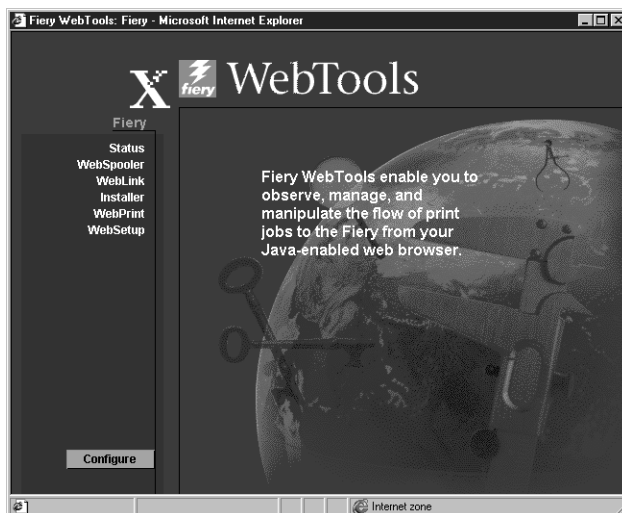 Fiery WebTools: Fiery - Microsoft Internet Explorer
X
fiery
WebTools
Fiery
Status
WebSpooler
WebLink
Installer
WebPrint
WebSetup
Fiery WebTools enable you to
observe, manage, and
manipulate the flow of print
jobs to the Fiery from your
Java-enabled web browser.
Configure
Internet zone